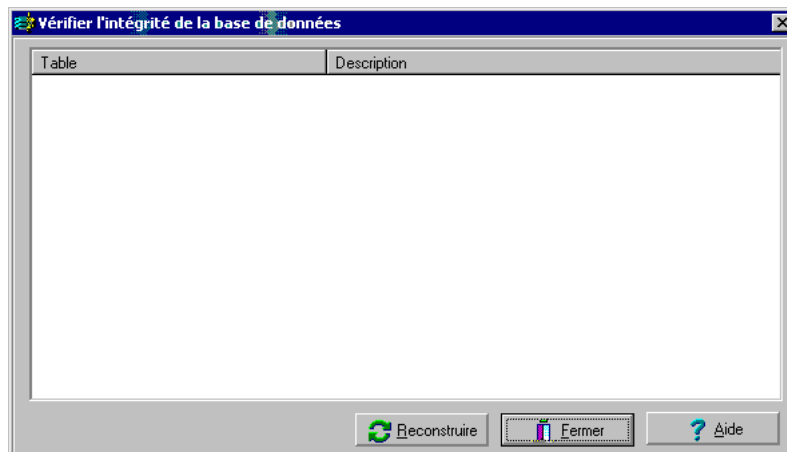 Vérifier l'intégrité de la base de données
Table Description
Reconstruire Fermer Aide